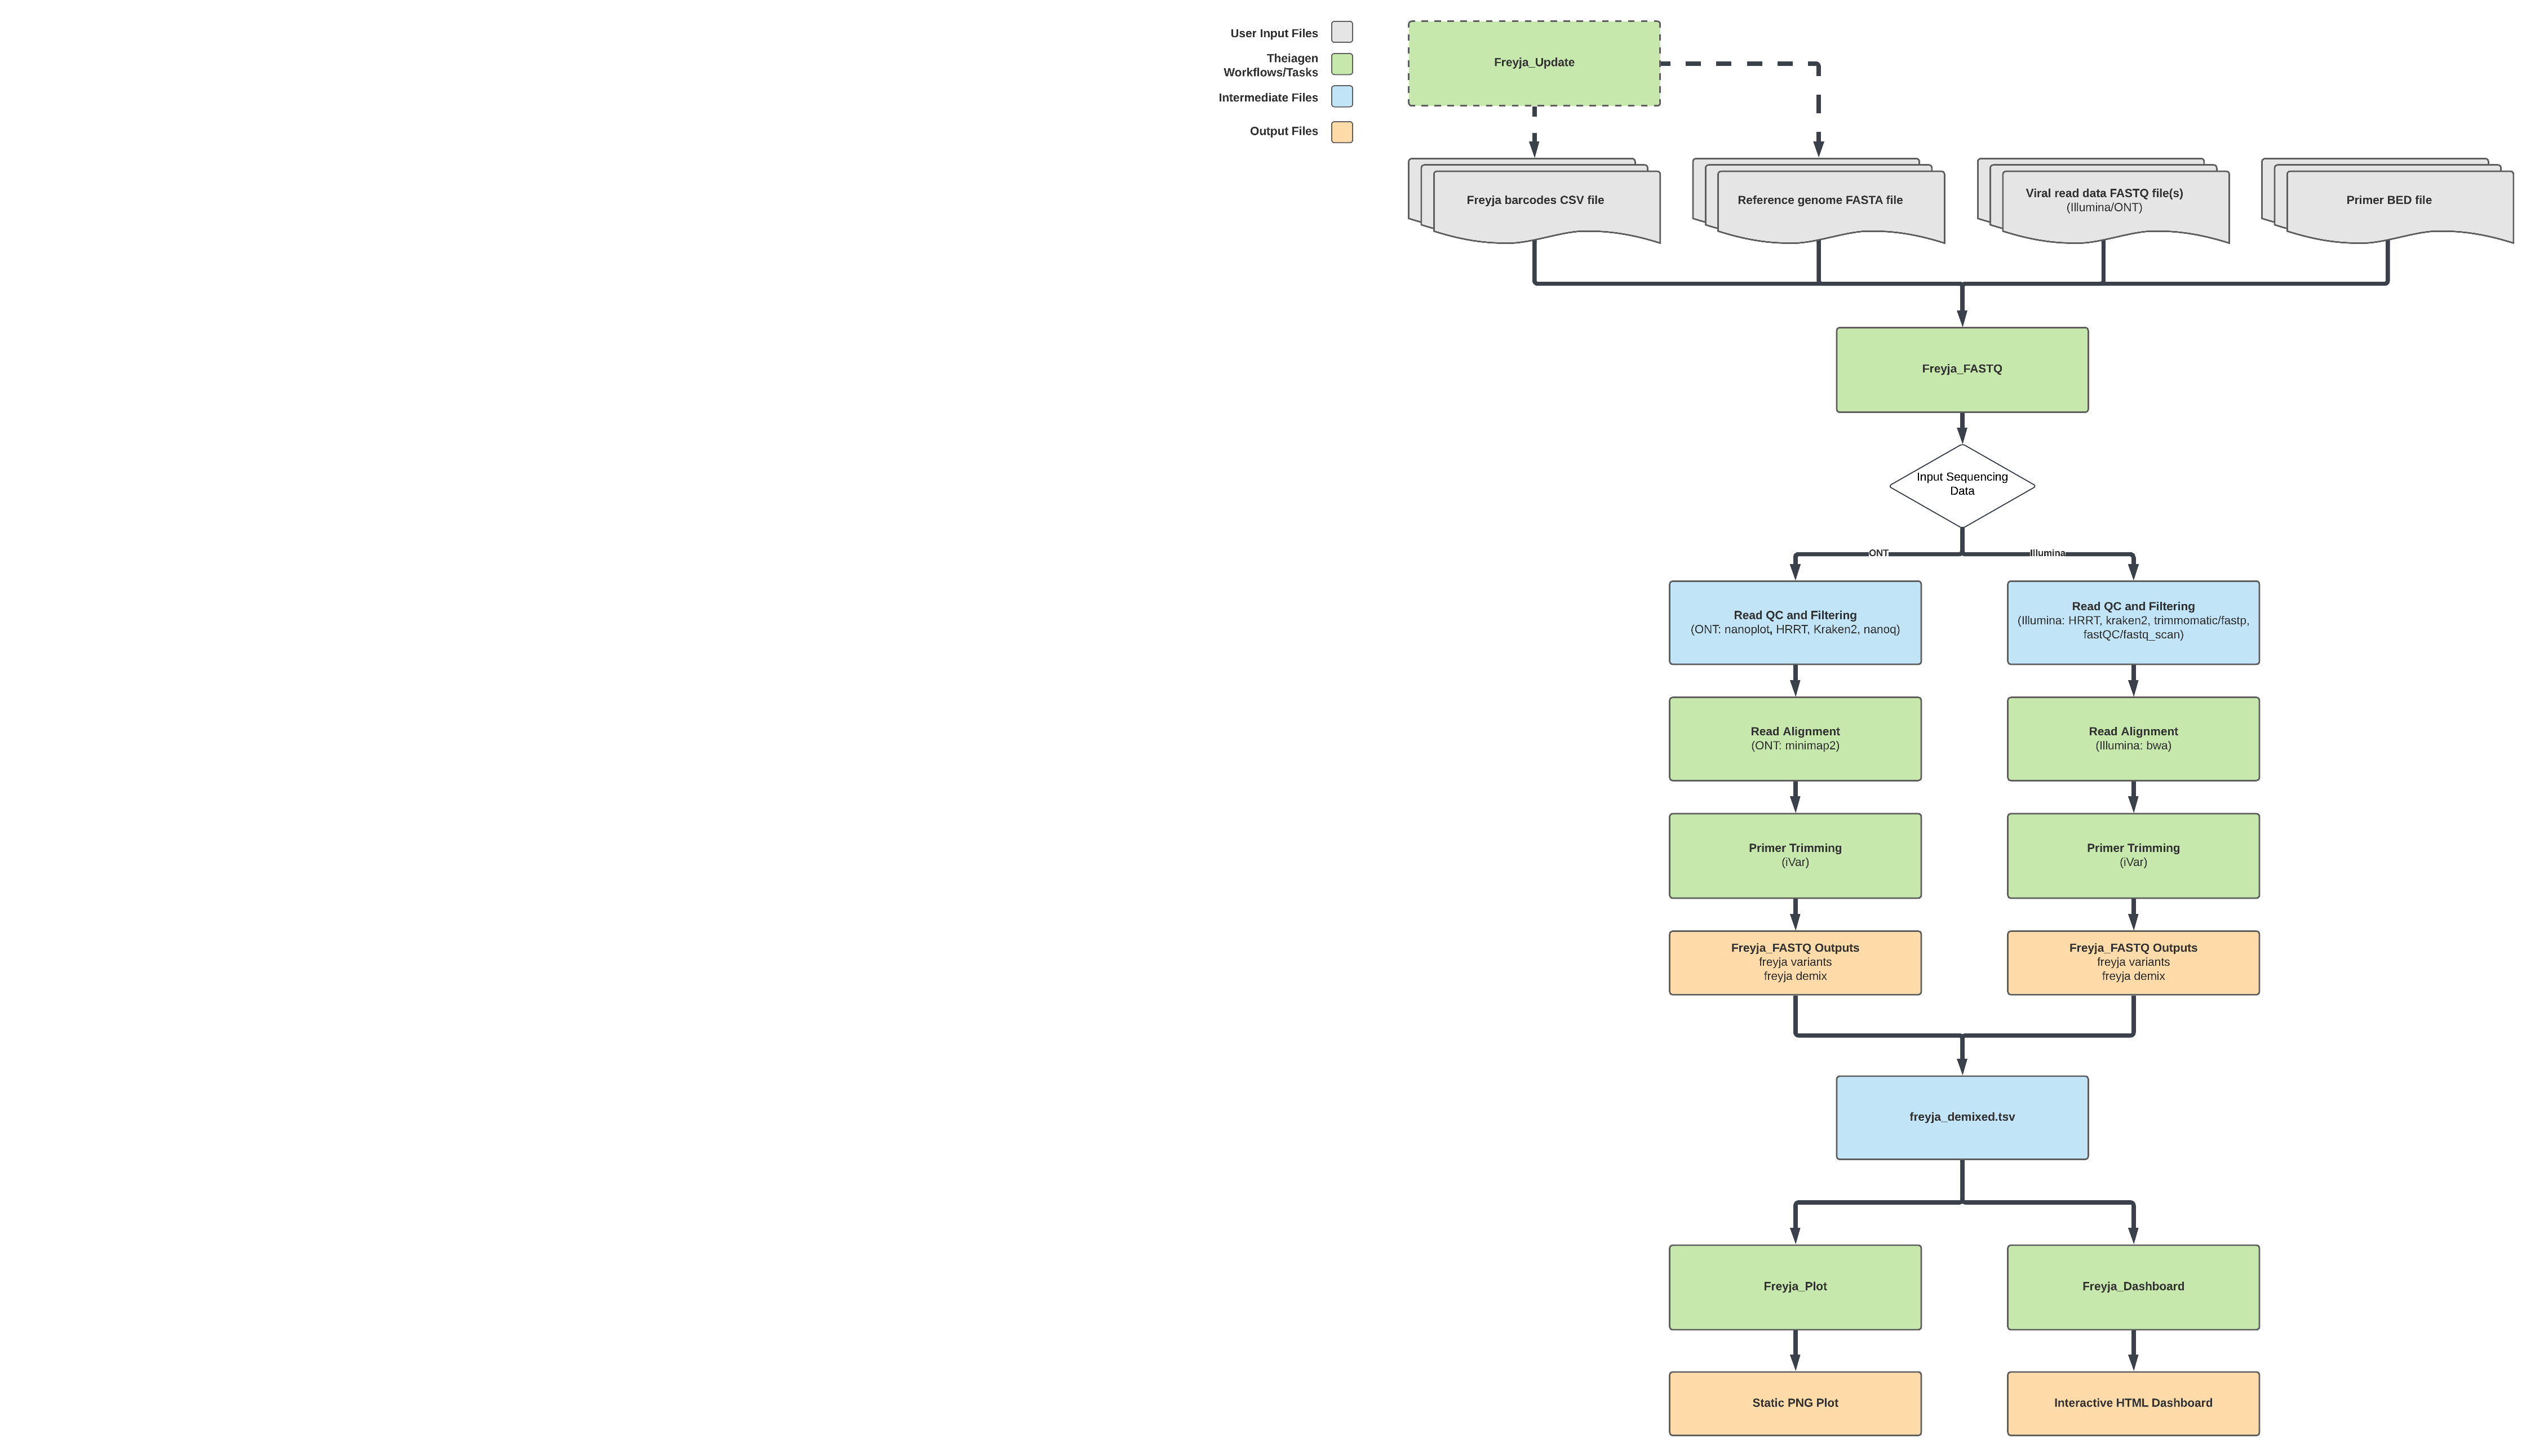 User Input Files
Theiagen
Workflows/Tasks
Intermediate Files
Output Files
Freyja_Update
Freyja barcodes CSV file
Reference genome FASTA file
Viral read data FASTQ file(s)
(Illumina/ONT)
Primer BED file
Freyja_FASTQ
Input Sequencing
Data
ONT
Illumina
Read QC and Filtering
(ONT: nanoplot, HRRT, Kraken2, nanoq)
Read QC and Filtering
(Illumina: HRRT, kraken2, trimmomatic/fastp,
fastQC/fastq_scan)
Read Alignment
(ONT: minimap2)
Read Alignment
(Illumina: bwa)
Primer Trimming
(iVar)
Primer Trimming
(iVar)
Freyja_FASTQ Outputs
freyja variants
freyja demix
Freyja_FASTQ Outputs
freyja variants
freyja demix
freyja_demixed.tsv
Freyja_Plot
Freyja_Dashboard
Static PNG Plot
Interactive HTML Dashboard